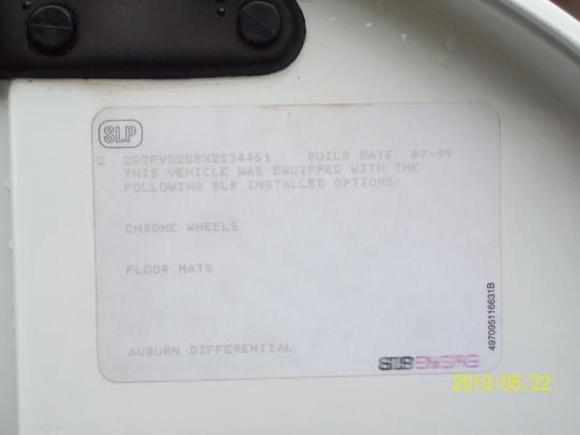 SLP
2 2G2FV22G8X2234451 BUILD DATE: 07-99
THIS VEHICLE WAS EQUIPPED WITH THE
FOLLOWING SLP INSTALLED OPTIONS:
CHROME WHEELS
FLOOR MATS
AUBURN DIFFERENTIAL
497095116631B
2010/05/22